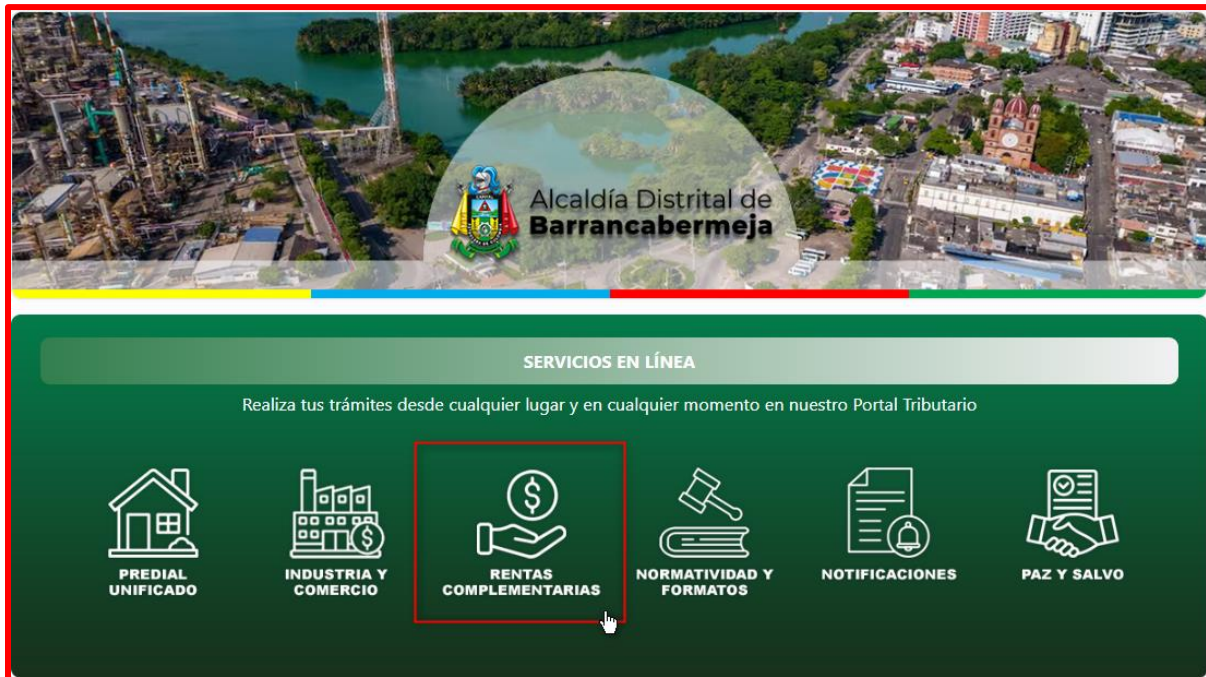 Alcaldía Distrital de
Barrancabermeja
SERVICIOS EN LÍNEA
Realiza tus trámites desde cualquier lugar y en cualquier momento en nuestro Portal Tributario
PREDIAL
UNIFICADO
INDUSTRIA Y
COMERCIO
RENTAS
COMPLEMENTARIAS
NORMATIVIDAD Y
FORMATOS
NOTIFICACIONES
PAZ Y SALVO